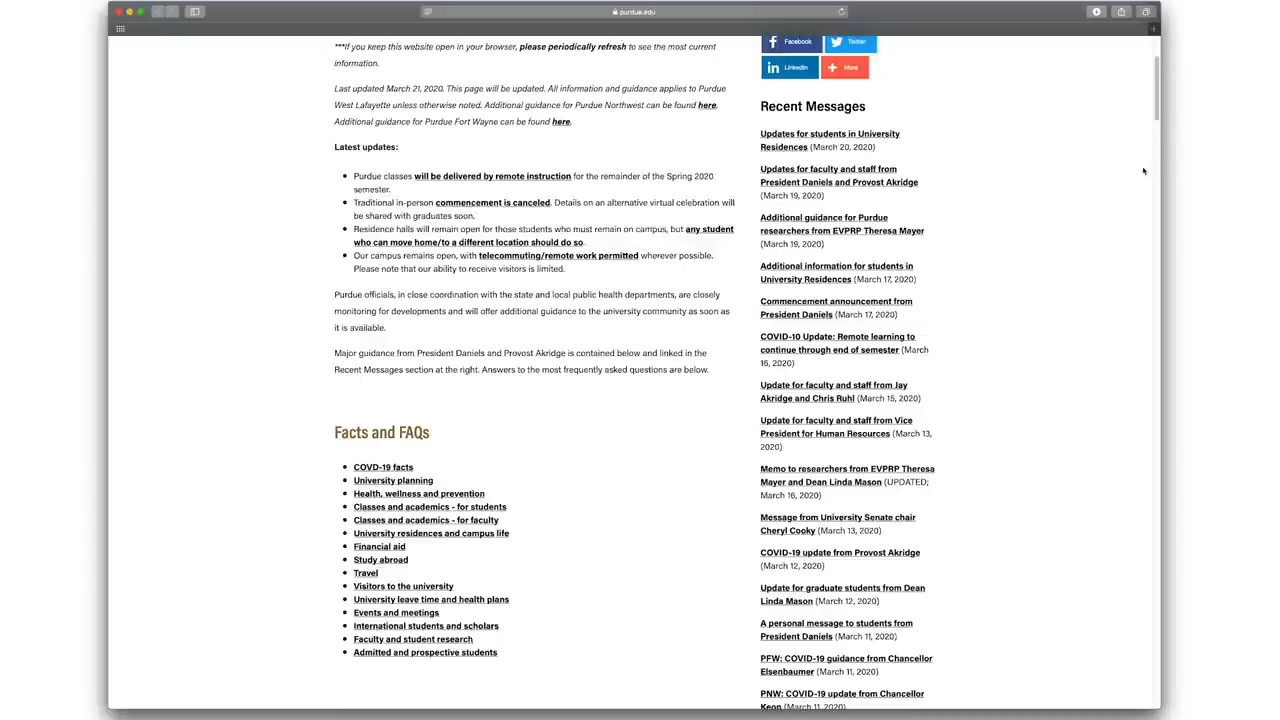 purdue.edu
***If you keep this website open in your browser, please periodically refresh to see the most current
information.
Last updated March 21, 2020. This page will be updated. All information and guidance applies to Purdue
West Lafayette unless otherwise noted. Additional guidance for Purdue Northwest can be found here.
Additional guidance for Purdue Fort Wayne can be found here.
Latest updates:
Purdue classes will be delivered by remote instruction for the remainder of the Spring 2020
semester.
Traditional in-person commencement is canceled. Details on an alternative virtual celebration will
be shared with graduates soon.
Residence halls will remain open for those students who must remain on campus, but any student
who can move home/to a different location should do so.
Our campus remains open, with telecommuting/remote work permitted wherever possible.
Please note that our ability to receive visitors is limited.
Purdue officials, in close coordination with the state and local public health departments, are closely
monitoring for developments and will offer additional guidance to the university community as soon as
it is available.
Major guidance from President Daniels and Provost Akridge is contained below and linked in the
Recent Messages section at the right. Answers to the most frequently asked questions are below.
Facts and FAQs
COVD-19 facts
University planning
Health, wellness and prevention
Classes and academics - for students
Classes and academics - for faculty
University residences and campus life
Financial aid
Study abroad
Travel
Visitors to the university
University leave time and health plans
Events and meetings
International students and scholars
Faculty and student research
Admitted and prospective students
Facebook
Twitter
LinkedIn
More
Recent Messages
Updates for students in University
Residences (March 20, 2020)
Updates for faculty and staff from
President Daniels and Provost Akridge
(March 19, 2020)
Additional guidance for Purdue
researchers from EVPRP Theresa Mayer
(March 19, 2020)
Additional information for students in
University Residences (March 17, 2020)
Commencement announcement from
President Daniels (March 17, 2020)
COVID-10 Update: Remote learning to
continue through end of semester (March
16, 2020)
Update for faculty and staff from Jay
Akridge and Chris Ruhl (March 15, 2020)
Update for faculty and staff from Vice
President for Human Resources (March 13,
2020)
Memo to researchers from EVPRP Theresa
Mayer and Dean Linda Mason (UPDATED;
March 16, 2020)
Message from University Senate chair
Cheryl Cooky (March 13, 2020)
COVID-19 update from Provost Akridge
(March 12, 2020)
Update for graduate students from Dean
Linda Mason (March 12, 2020)
A personal message to students from
President Daniels (March 11, 2020)
PFW: COVID-19 guidance from Chancellor
Elsenbaumer (March 11, 2020)
PNW: COVID-19 update from Chancellor
Keon (March 11, 2020)